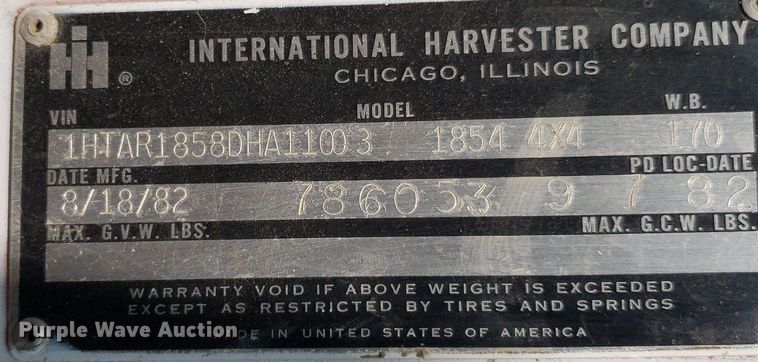 IH ® INTERNATIONAL HARVESTER COMPANY
CHICAGO, ILLINOIS
VIN MODEL W.B.
1HTAR1858DHA11003 1854 4X4 170
DATE MFG. PD LOC-DATE
8/18/82 786053 9 7 82
MAX. G.V.W. LBS. MAX. G.C.W. LBS.
WARRANTY VOID IF ABOVE WEIGHT IS EXCEEDED
EXCEPT AS RESTRICTED BY TIRES AND SPRINGS
Purple Wave Auction
IN UNITED STATES OF AMERICA